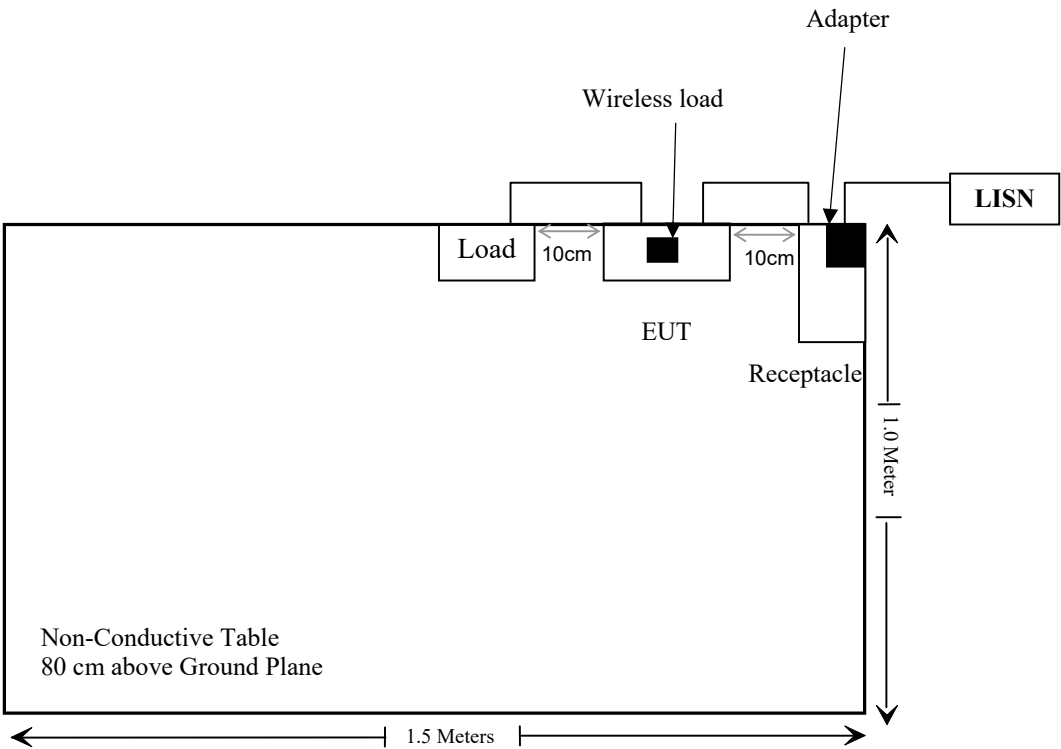 Adapter
Wireless load
LISN
Load
10cm
10cm
EUT
Receptacle
1.0 Meter
Non-Conductive Table
80 cm above Ground Plane
1.5 Meters